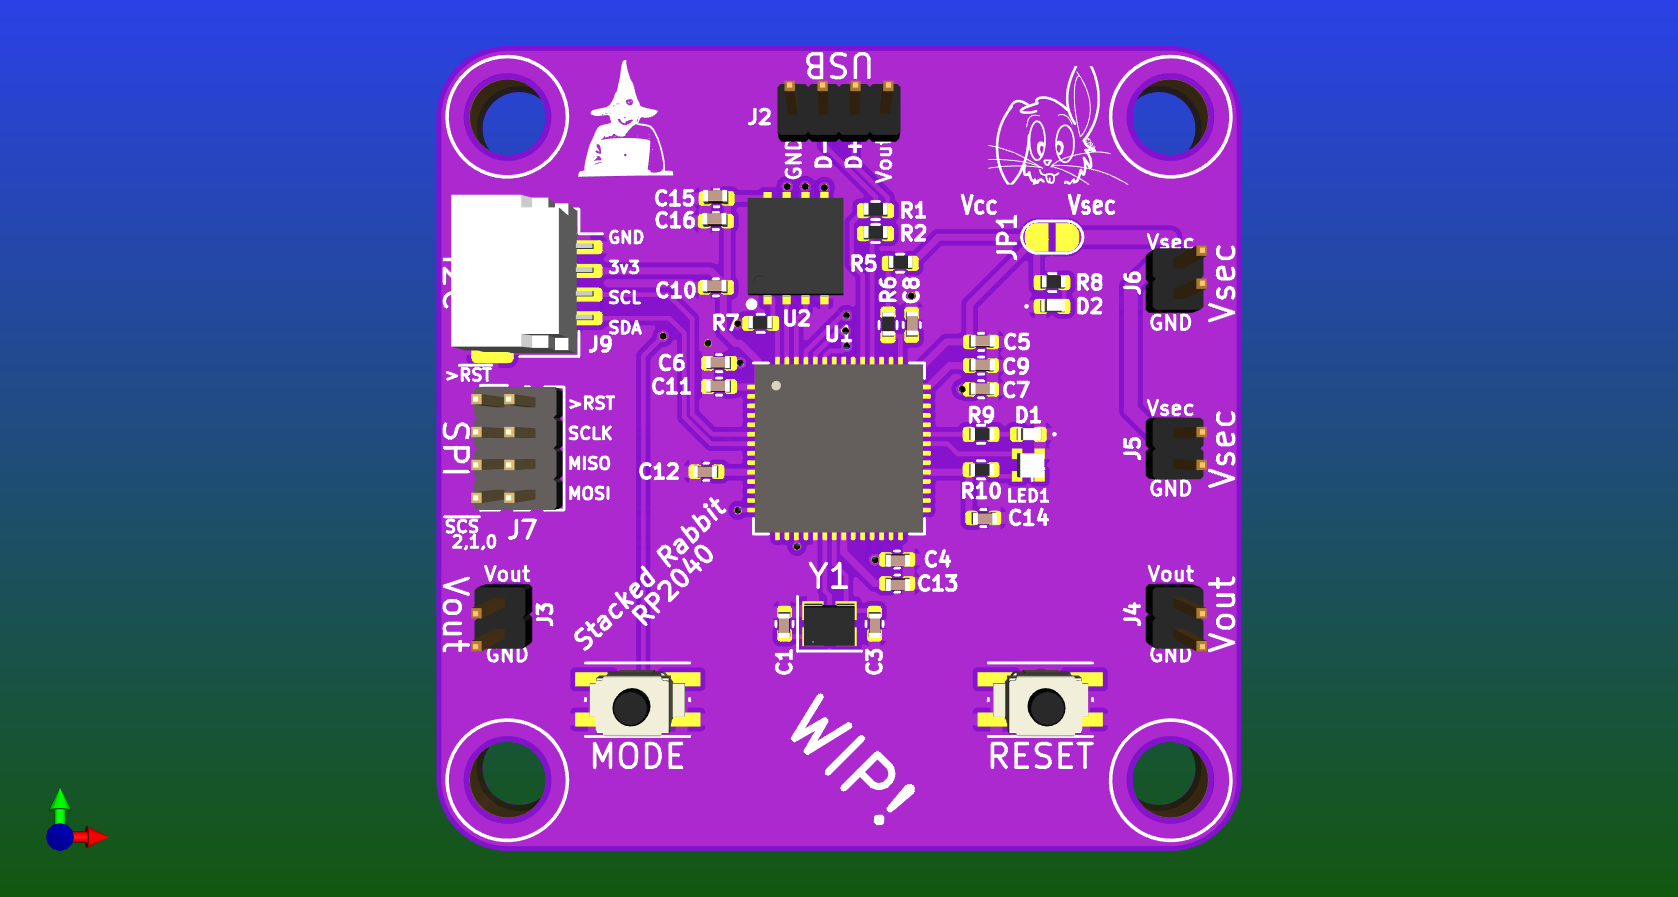 USB
J2
GND
D-
D+
Vout
C15
C16
R1
R2
Vcc
Vsec
JP1
GND
3v3
SCL
SDA
J9
C10
R5
R6
C8
R7
U2
U1
R8
D2
Vsec
J6
GND
Vsec
C6
C11
C5
C9
C7
>RST
>RST
SCLK
MISO
MOSI
SPI
SCS
2,1,0
J7
R9
D1
R10
LED1
C14
C12
Vsec
J5
GND
Vsec
Stacked Rabbit
RP2040
C4
C13
Y1
C1
C3
Vout
Vout
J3
GND
Vout
J4
GND
Vout
MODE
RESET
WIP!